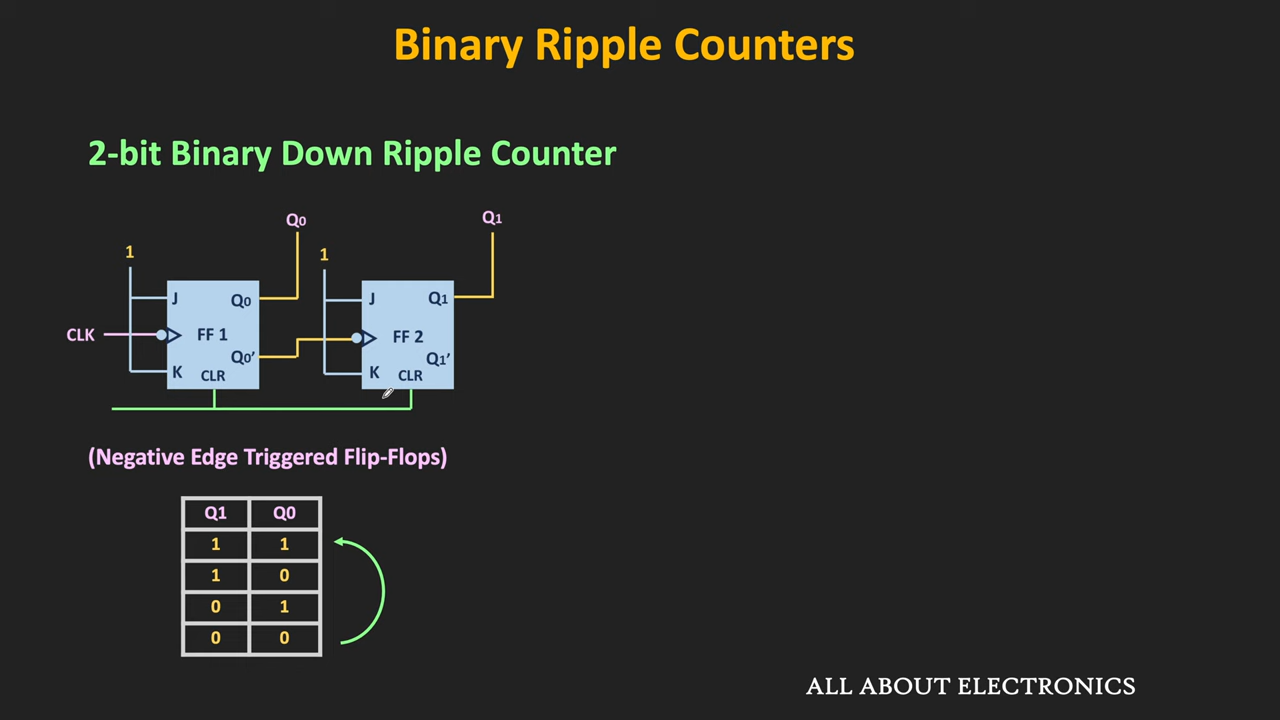 Binary Ripple Counters
2-bit Binary Down Ripple Counter
Q0
Q1
1
1
J
Q0
J
Q1
CLK
FF 1
FF 2
Q0’
Q1’
K
CLR
K
CLR
(Negative Edge Triggered Flip-Flops)
Q1 Q0
1 1
1 0
0 1
0 0
ALL ABOUT ELECTRONICS